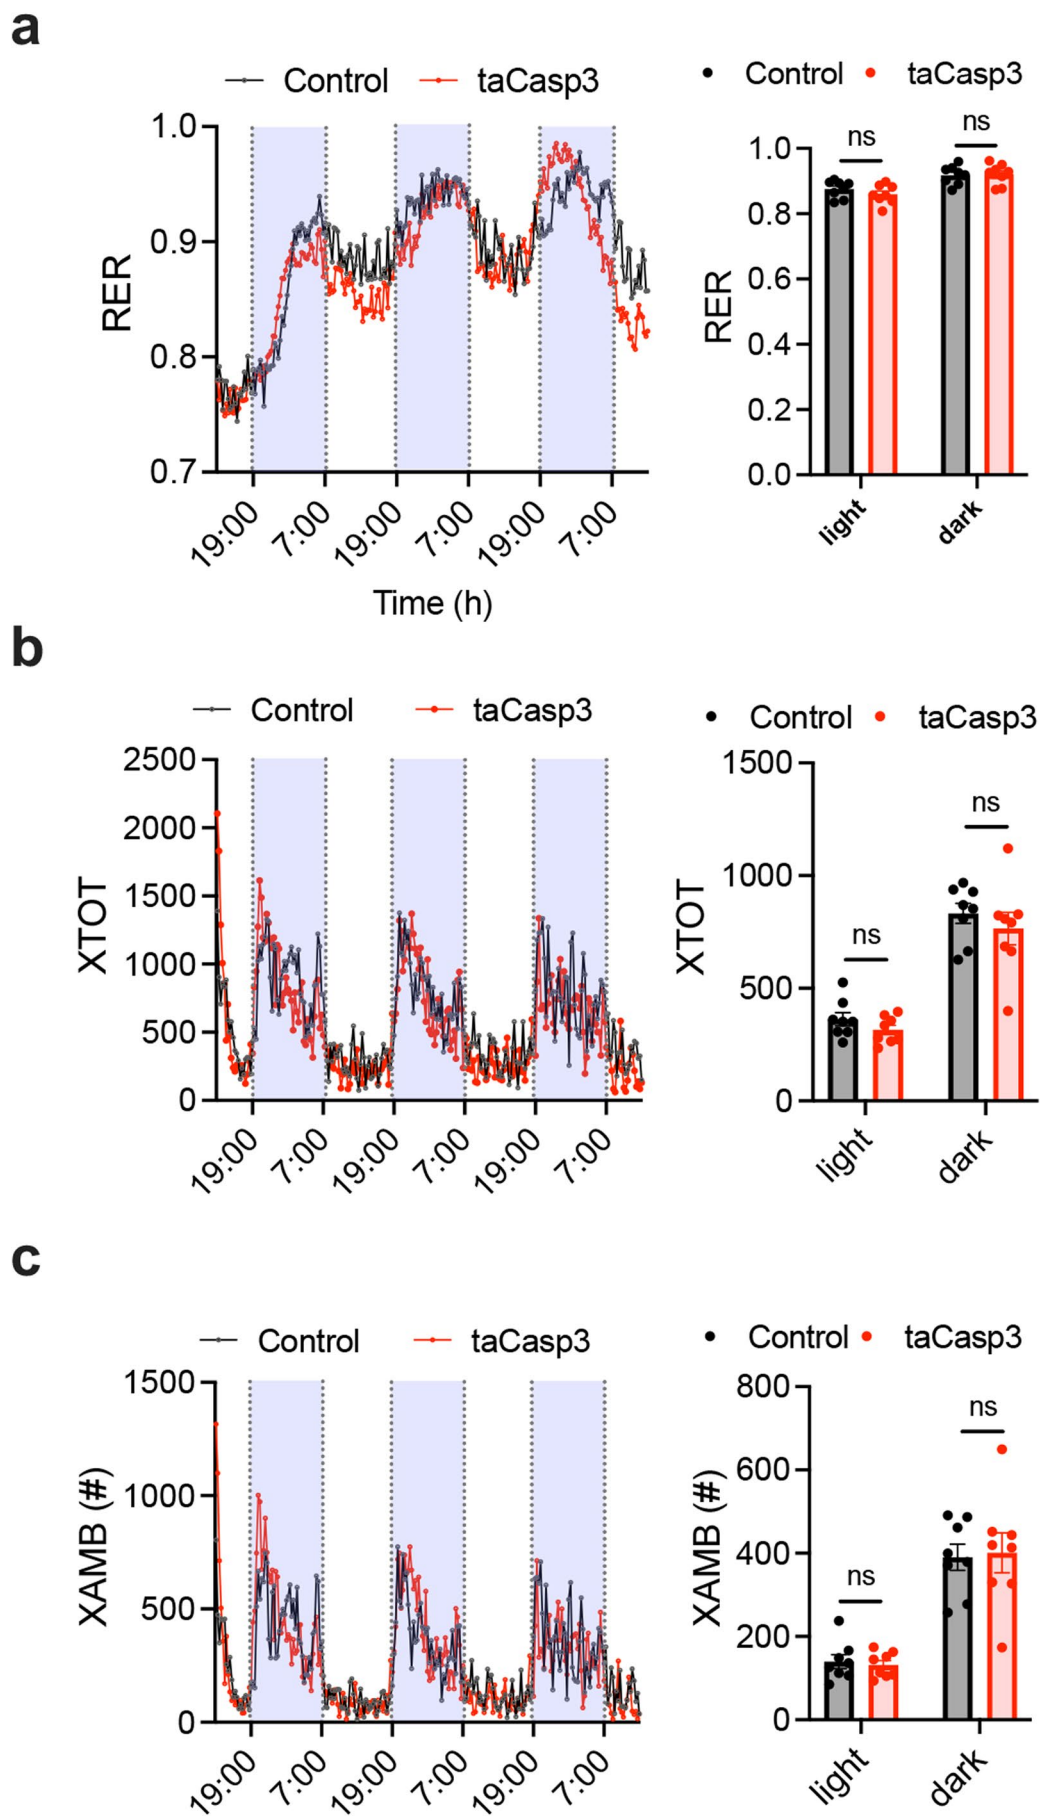 a
Control taCasp3
1.0
0.9
0.8
0.7
RER
19:00 7:00 19:00 7:00 19:00 7:00
Time (h)
Control taCasp3
ns ns
1.0
0.8
0.6
0.4
0.2
0.0
RER
light dark
b
Control taCasp3
2500
2000
1500
1000
500
0
XTOT
19:00 7:00 19:00 7:00 19:00 7:00
Control taCasp3
1500
1000
500
0
XTOT
ns
ns
light dark
c
Control taCasp3
1500
1000
500
0
XAMB (#)
19:00 7:00 19:00 7:00 19:00 7:00
Control taCasp3
800
600
400
200
0
XAMB (#)
ns
ns
light dark